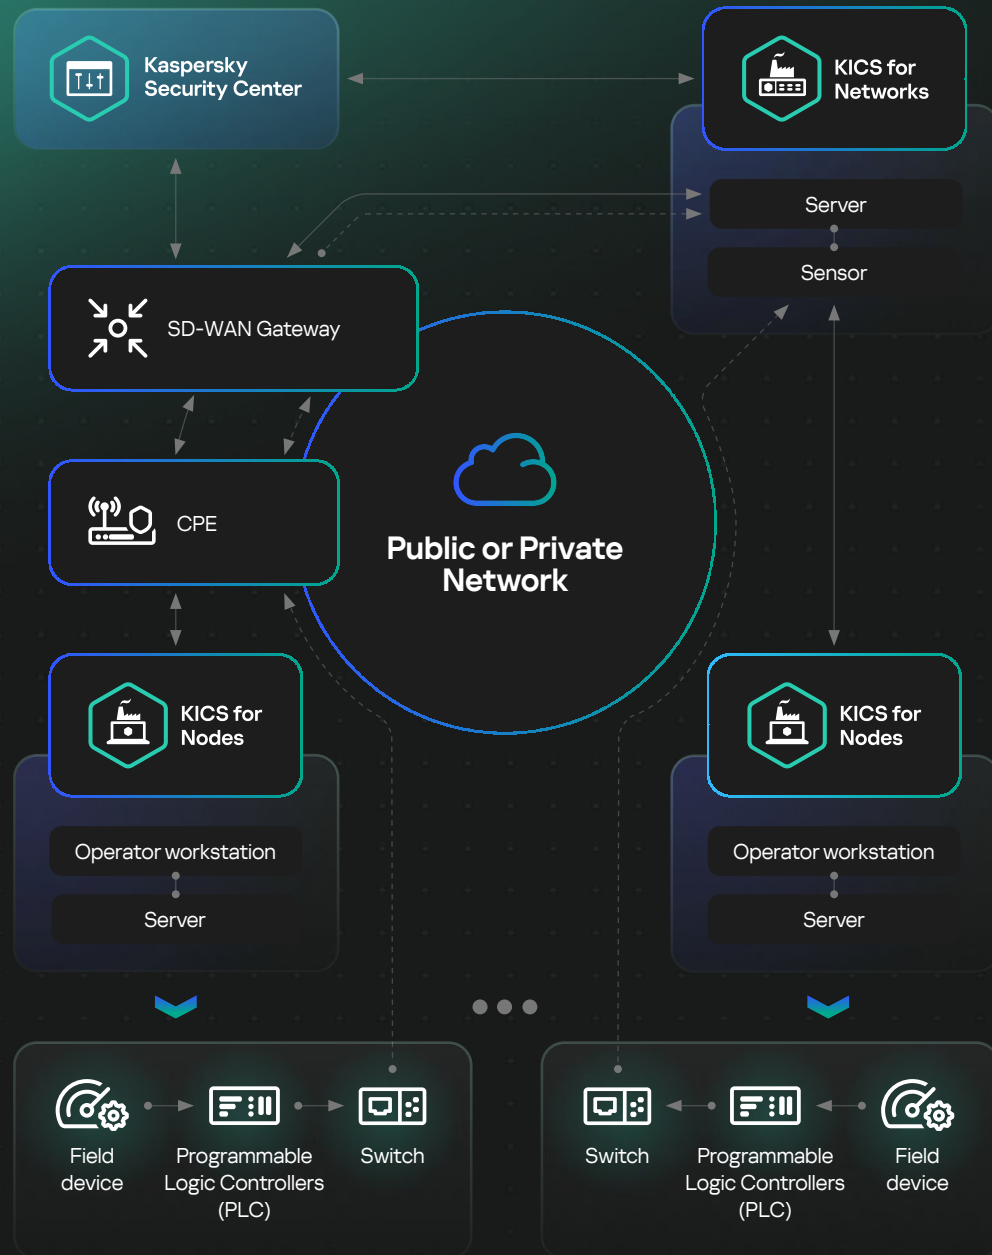 Kaspersky
Security Center
KICS for
Networks
Server
Sensor
SD-WAN Gateway
CPE
Public or Private
Network
KICS for
Nodes
Operator workstation
Server
KICS for
Nodes
Operator workstation
Server
Field
device
Programmable
Logic Controllers
(PLC)
Switch
Switch
Programmable
Logic Controllers
(PLC)
Field
device